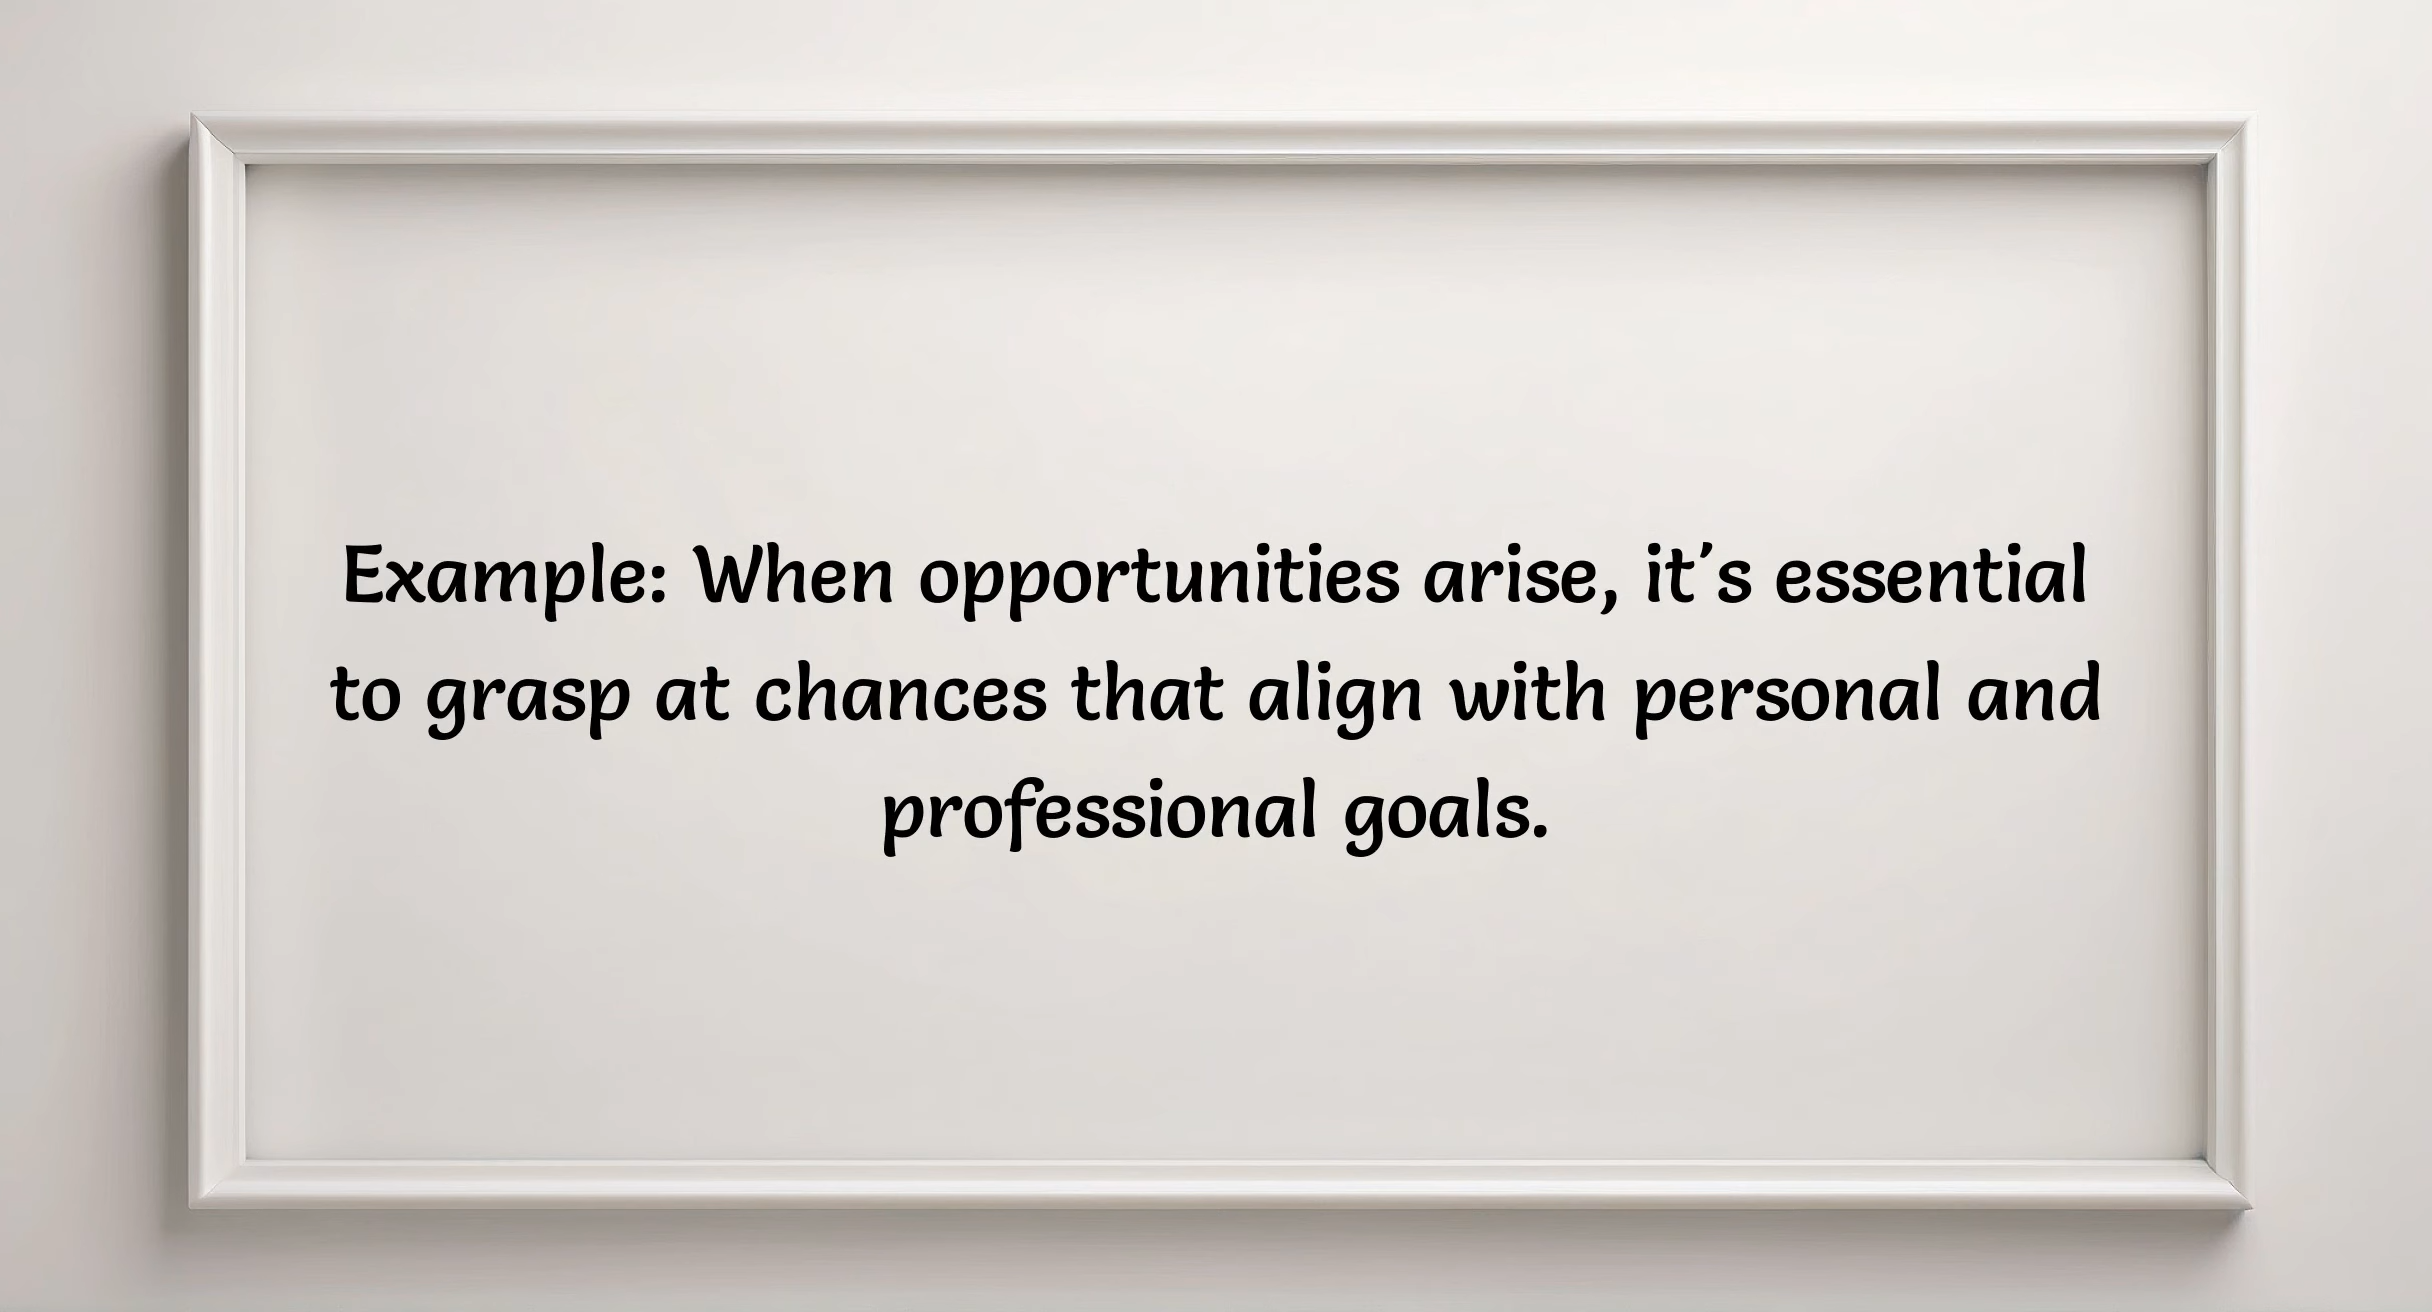 Example: When opportunities arise, it's essential
to grasp at chances that align with personal and
professional goals.